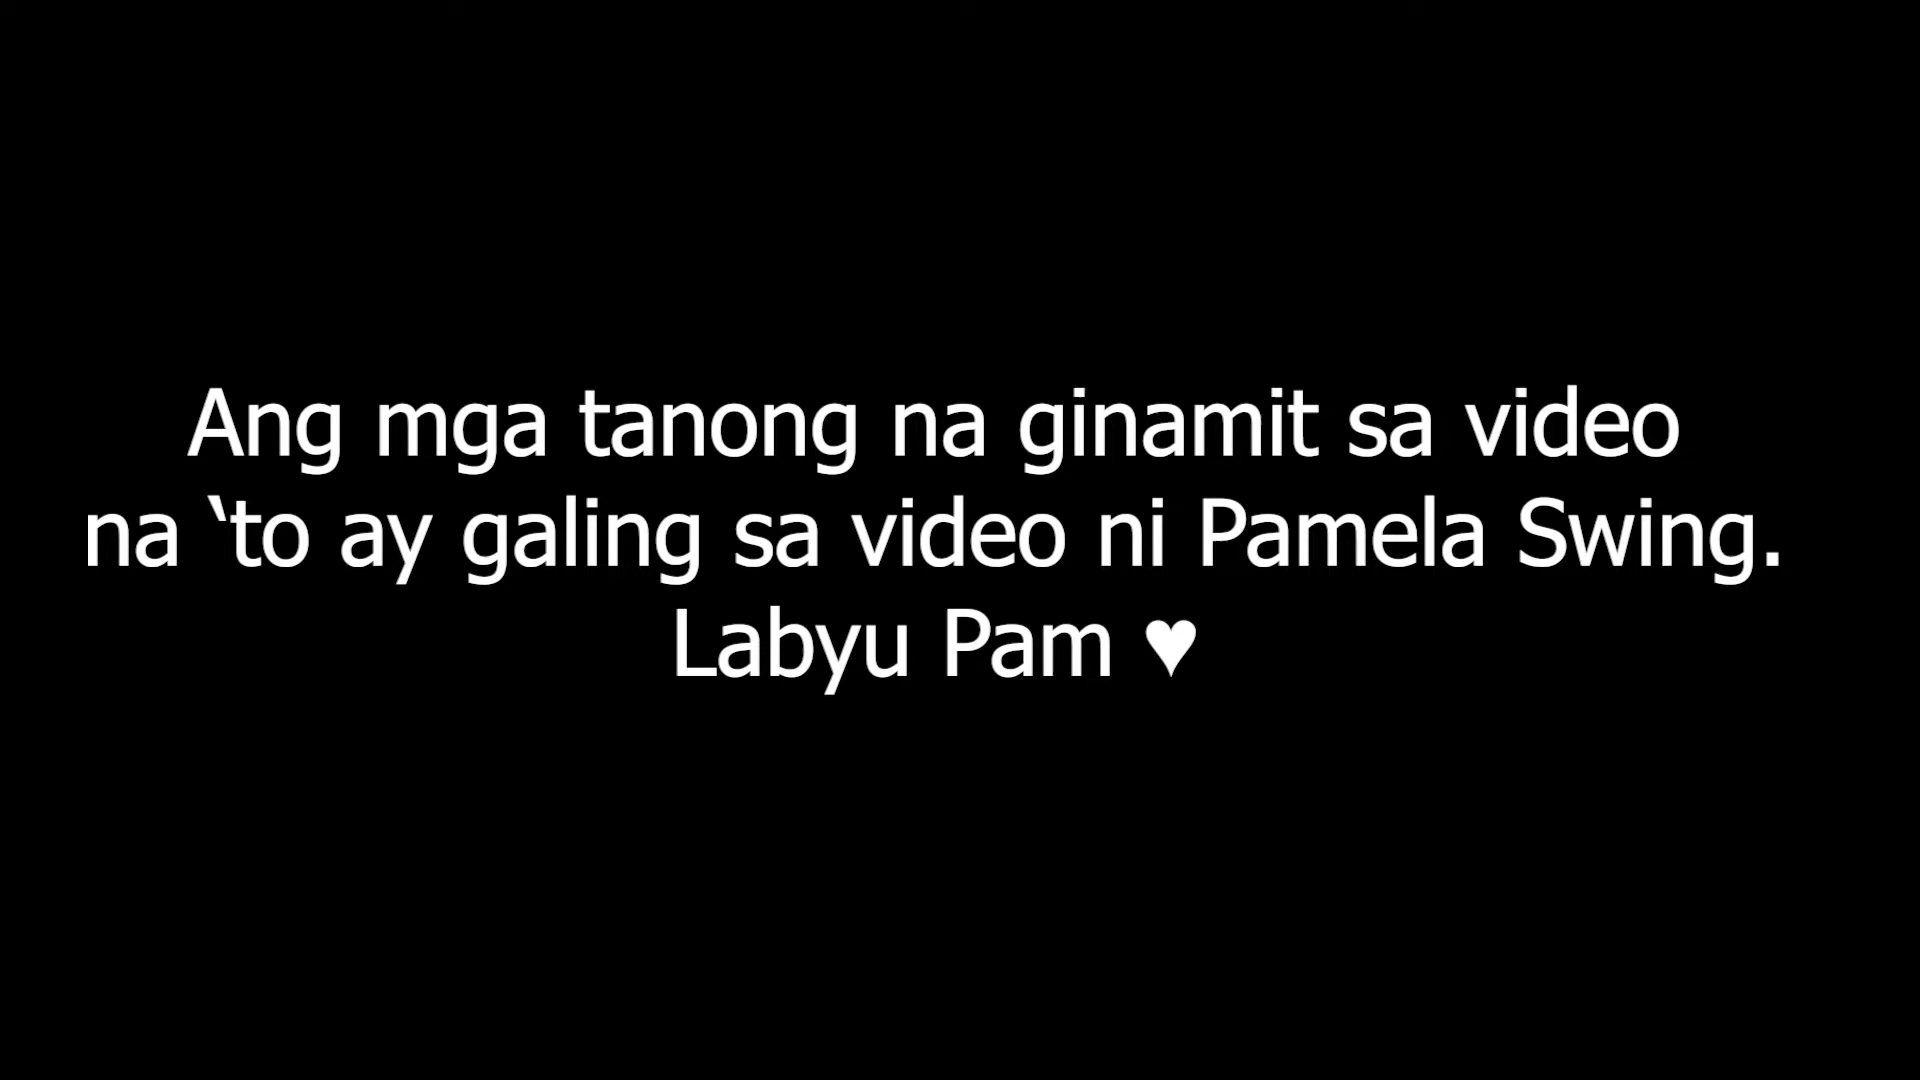 Ang mga tanong na ginamit sa video
na ‘to ay galing sa video ni Pamela Swing.
Labyu Pam ♥